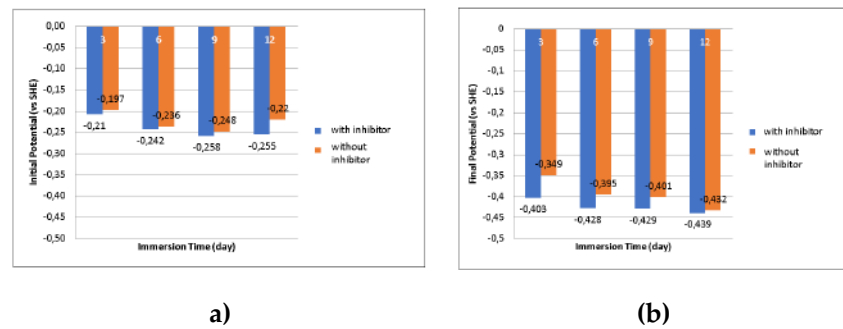 0,00
-0,05
-0,10
-0,15
-0,20
-0,25
-0,30
-0,35
-0,40
-0,45
-0,50
Initial Potential (vs SHE)
3 6 9 12
-0,21 -0,197 -0,242 -0,236 -0,258 -0,248 -0,255 -0,22
Immersion Time (day)
with inhibitor
without
inhibitor
a)
0
-0,05
-0,1
-0,15
-0,2
-0,25
-0,3
-0,35
-0,4
-0,45
-0,5
Final Potential (vs SHE)
3 6 9 12
-0,403 -0,349 -0,428 -0,395 -0,429 -0,401 -0,439 -0,432
Immersion Time (day)
with inhibitor
without
inhibitor
(b)